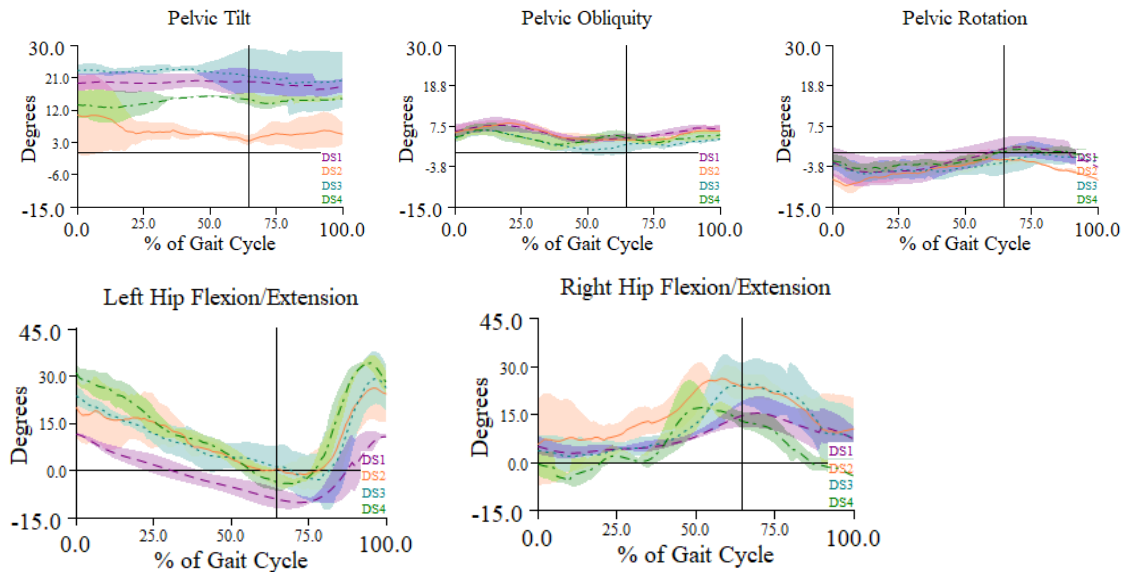 Pelvic Tilt
Degrees
30.0
21.0
12.0
3.0
-6.0
-15.0
DS1
DS2
DS3
DS4
0.0 25.0 50.0 75.0 100.0
% of Gait Cycle
Pelvic Obliquity
Degrees
30.0
18.8
7.5
-3.8
-15.0
DS1
DS2
DS3
DS4
0.0 25.0 50.0 75.0 100.0
% of Gait Cycle
Pelvic Rotation
Degrees
30.0
18.8
7.5
-3.8
-15.0
DS1
DS2
DS3
DS4
0.0 25.0 50.0 75.0 100.0
% of Gait Cycle
Left Hip Flexion/Extension
Degrees
45.0
30.0
15.0
0.0
-15.0
DS1
DS2
DS3
DS4
0.0 25.0 50.0 75.0 100.0
% of Gait Cycle
Right Hip Flexion/Extension
Degrees
45.0
30.0
15.0
0.0
-15.0
DS1
DS2
DS3
DS4
0.0 25.0 50.0 75.0 100.0
% of Gait Cycle